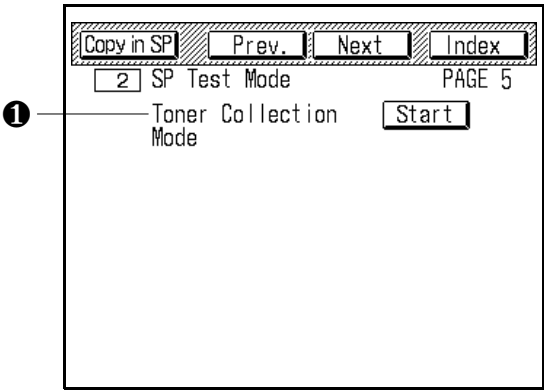 Copy in SP Prev. Next Index
2 SP Test Mode PAGE 5
❶ Toner Collection Start
Mode